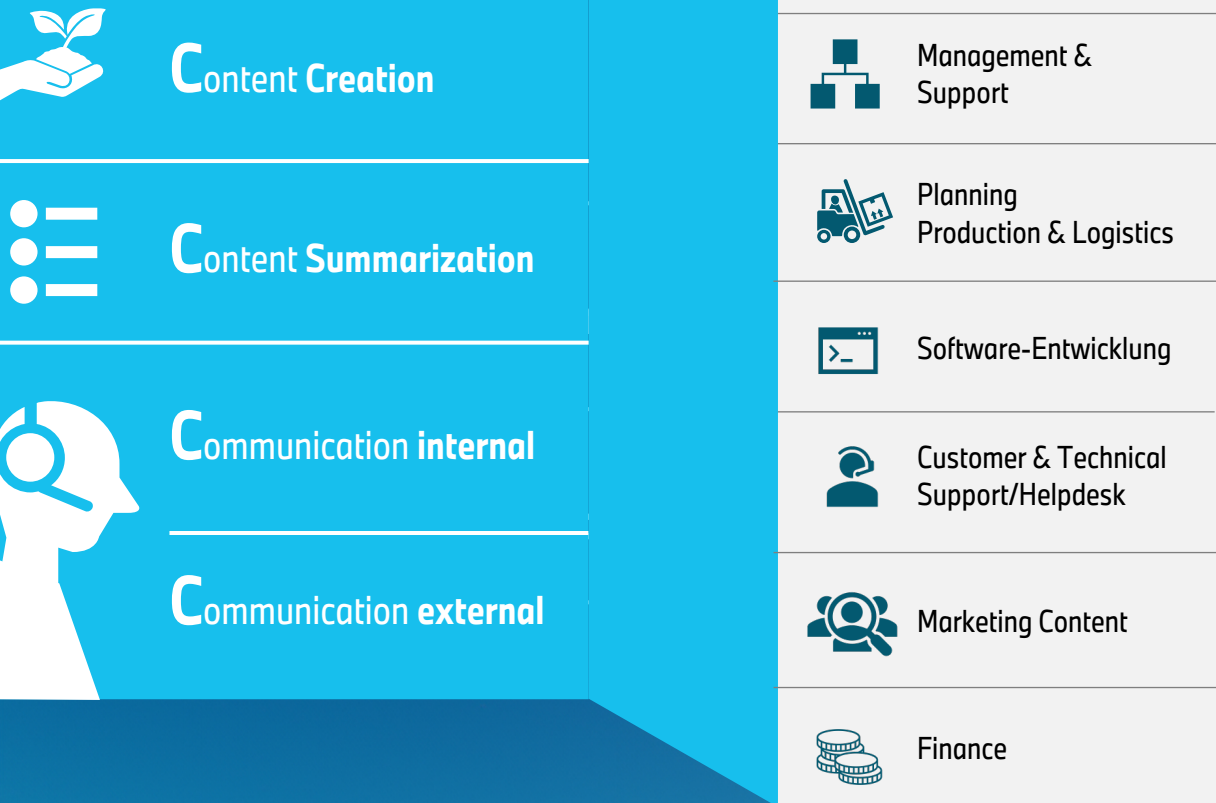 Content Creation
Content Summarization
Communication internal
Communication external
Management &
Support
Planning
Production & Logistics
>_
Software-Entwicklung
Customer & Technical
Support/Helpdesk
Marketing Content
Finance